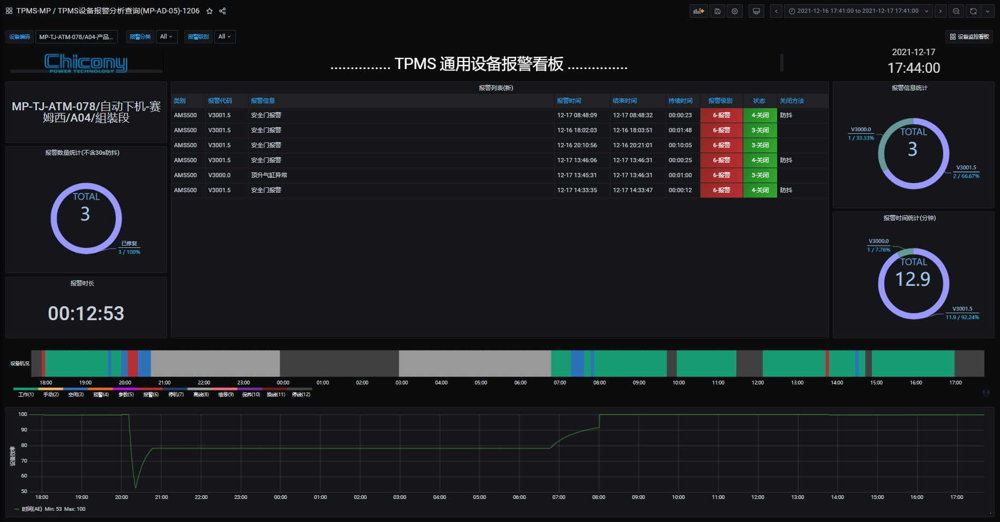 TPMS-MP / TPMS设备报警分析查询(MP-AD-05)-1206
2021-12-16 17:41:00 to 2021-12-17 17:41:00
设备编码 MP-TJ-ATM-078/A04-产品... 报警分类 All 报警级别 All
设备监控看板
Chicony
POWER TECHNOLOGY
............... TPMS 通用设备报警看板 ...............
2021-12-17
17:44:00
MP-TJ-ATM-078/自动下机-赛
姆西/A04/組裝段
报警数量统计(不含30s防抖)
TOTAL
3
已修复
3 / 100%
报警时长
00:12:53
报警列表(新)
类别 报警代码 报警信息 报警时间 结束时间 持续时间 报警级别 状态 关闭方法
AMS500 V3001.5 安全门报警 12-17 08:48:09 12-17 08:48:32 00:00:23 6-报警 4-关闭 防抖
AMS500 V3001.5 安全门报警 12-16 18:02:03 12-16 18:03:51 00:01:48 6-报警 3-关闭
AMS500 V3001.5 安全门报警 12-16 20:10:56 12-16 20:21:01 00:10:05 6-报警 3-关闭
AMS500 V3001.5 安全门报警 12-17 13:46:06 12-17 13:46:31 00:00:25 6-报警 4-关闭 防抖
AMS500 V3000.0 顶升气缸异常 12-17 13:45:31 12-17 13:46:31 00:01:00 6-报警 3-关闭
AMS500 V3001.5 安全门报警 12-17 14:33:35 12-17 14:33:47 00:00:12 6-报警 4-关闭 防抖
报警信息统计
V3000.0
1 / 33.33%
TOTAL
3
V3001.5
2 / 66.67%
报警时间统计(分钟)
V3000.0
1 / 7.76%
TOTAL
12.9
V3001.5
11.9 / 92.24%
设备机况
18:00 19:00 20:00 21:00 22:00 23:00 00:00 01:00 02:00 03:00 04:00 05:00 06:00 07:00 08:00 09:00 10:00 11:00 12:00 13:00 14:00 15:00 16:00 17:00
工作(1) 手动(2) 空闲(3) 预警(4) 参数(5) 报警(6) 停机(7) 离线(8) 维修(9) 保养(10) 换线(11) 停线(12)
设备效率
100
90
80
70
60
50
18:00 19:00 20:00 21:00 22:00 23:00 00:00 01:00 02:00 03:00 04:00 05:00 06:00 07:00 08:00 09:00 10:00 11:00 12:00 13:00 14:00 15:00 16:00 17:00
时间(AE) Min: 53 Max: 100